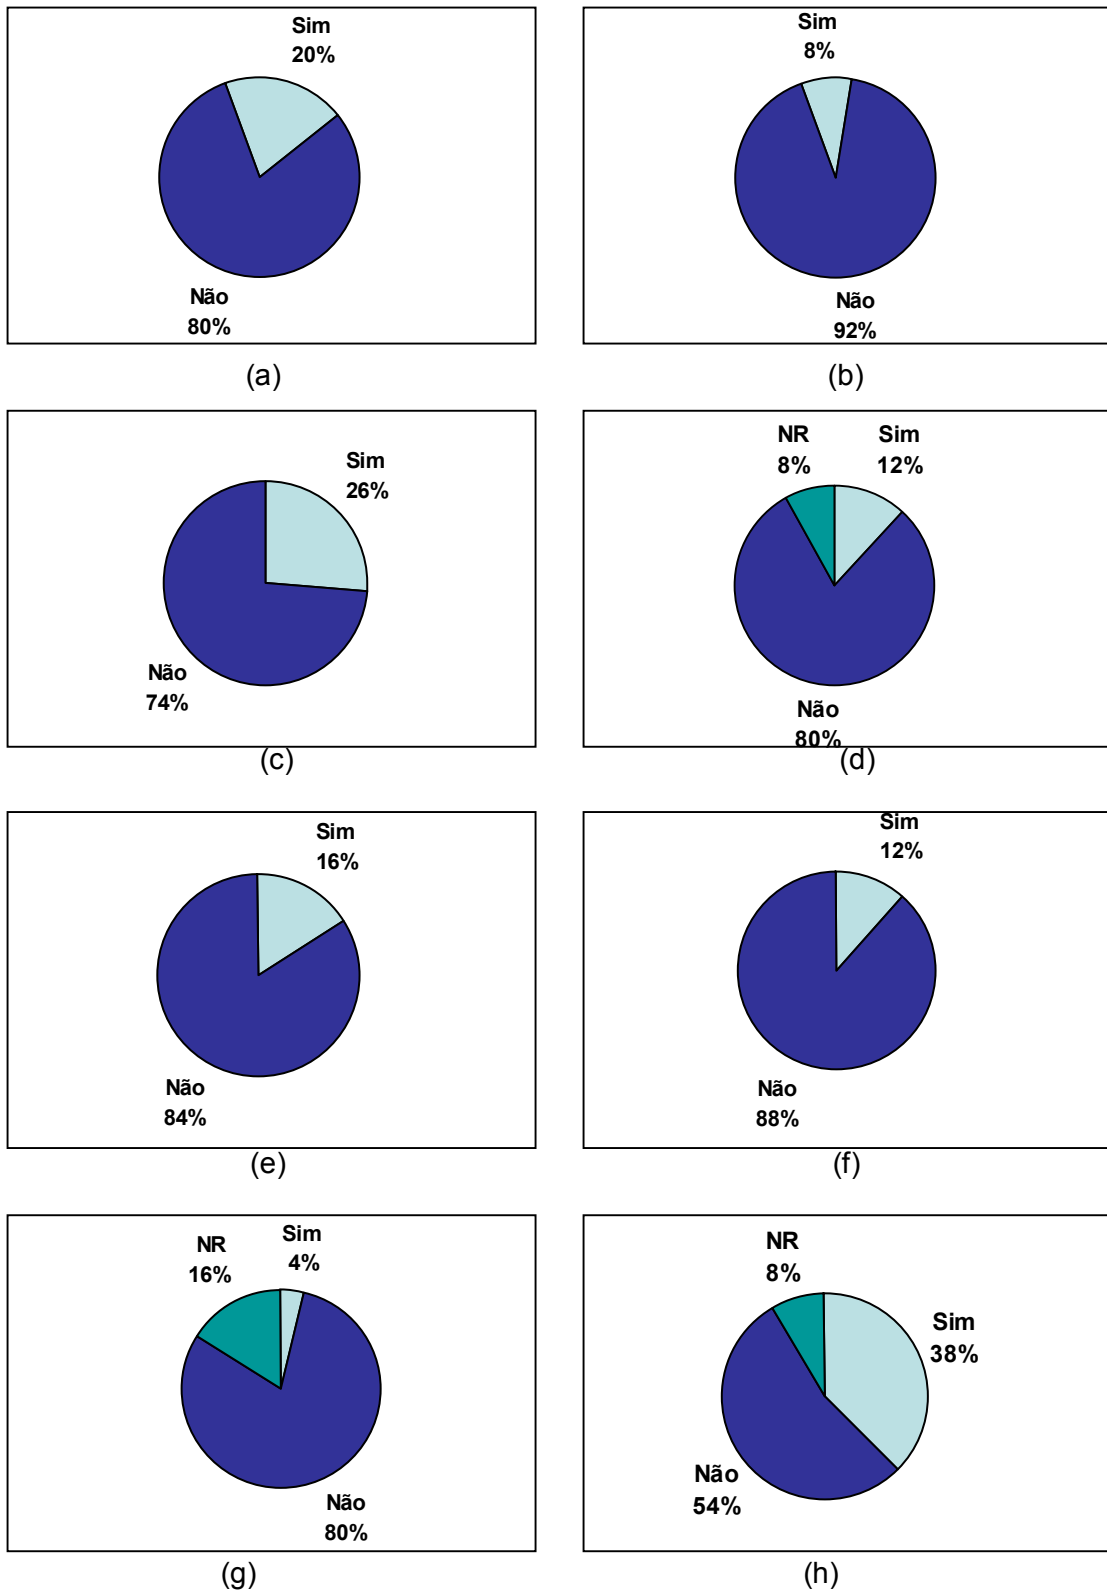 Sim
20%
Não
80%
(a)
Sim
8%
Não
92%
(b)
Sim
26%
Não
74%
(c)
NR
8%
Sim
12%
Não
80%
(d)
Sim
16%
Não
84%
(e)
Sim
12%
Não
88%
(f)
NR
16%
Sim
4%
Não
80%
(g)
NR
8%
Sim
38%
Não
54%
(h)